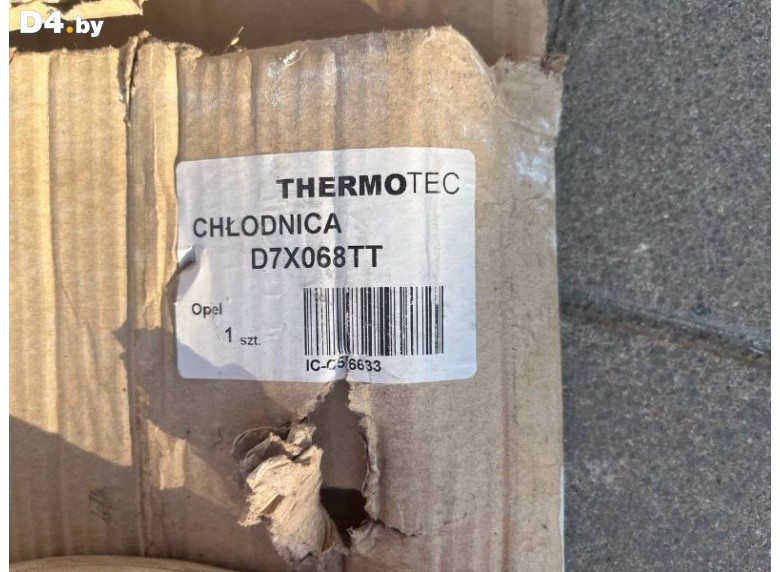 D4.by
THERMOTEC
CHŁODNICA
D7X068TT
Opel
1 szt.